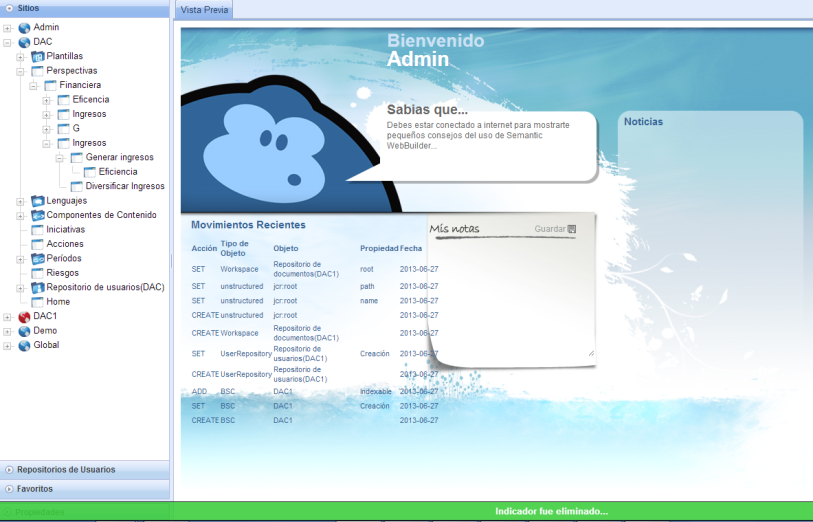 Sitios
Admin
DAC
Plantillas
Perspectivas
Financiera
Eficencia
Ingresos
G
Ingresos
Generar ingresos
Eficiencia
Diversificar Ingresos
Lenguajes
Componentes de Contenido
Iniciativas
Acciones
Períodos
Riesgos
Repositorio de usuarios(DAC)
Home
DAC1
Demo
Global
Repositorios de Usuarios
Favoritos
Propiedades
Vista Previa
Bienvenido
Admin
Sabias que...
Debes estar conectado a internet para mostrarte
pequeños consejos del uso de Semantic
WebBuilder...
Noticias
Movimientos Recientes
Acción Tipo de Objeto Objeto Propiedad Fecha
SET Workspace Repositorio de documentos(DAC1) root 2013-06-27
SET unstructured jcr:root path 2013-06-27
SET unstructured jcr:root name 2013-06-27
CREATE unstructured jcr:root 2013-06-27
CREATE Workspace Repositorio de documentos(DAC1) 2013-06-27
SET UserRepository Repositorio de usuarios(DAC1) Creación 2013-06-27
CREATE UserRepository Repositorio de usuarios(DAC1) 2013-06-27
ADD BSC DAC1 indexable 2013-06-27
SET BSC DAC1 Creación 2013-06-27
CREATE BSC DAC1 2013-06-27
Mis notas
Guardar
Indicador fue eliminado...